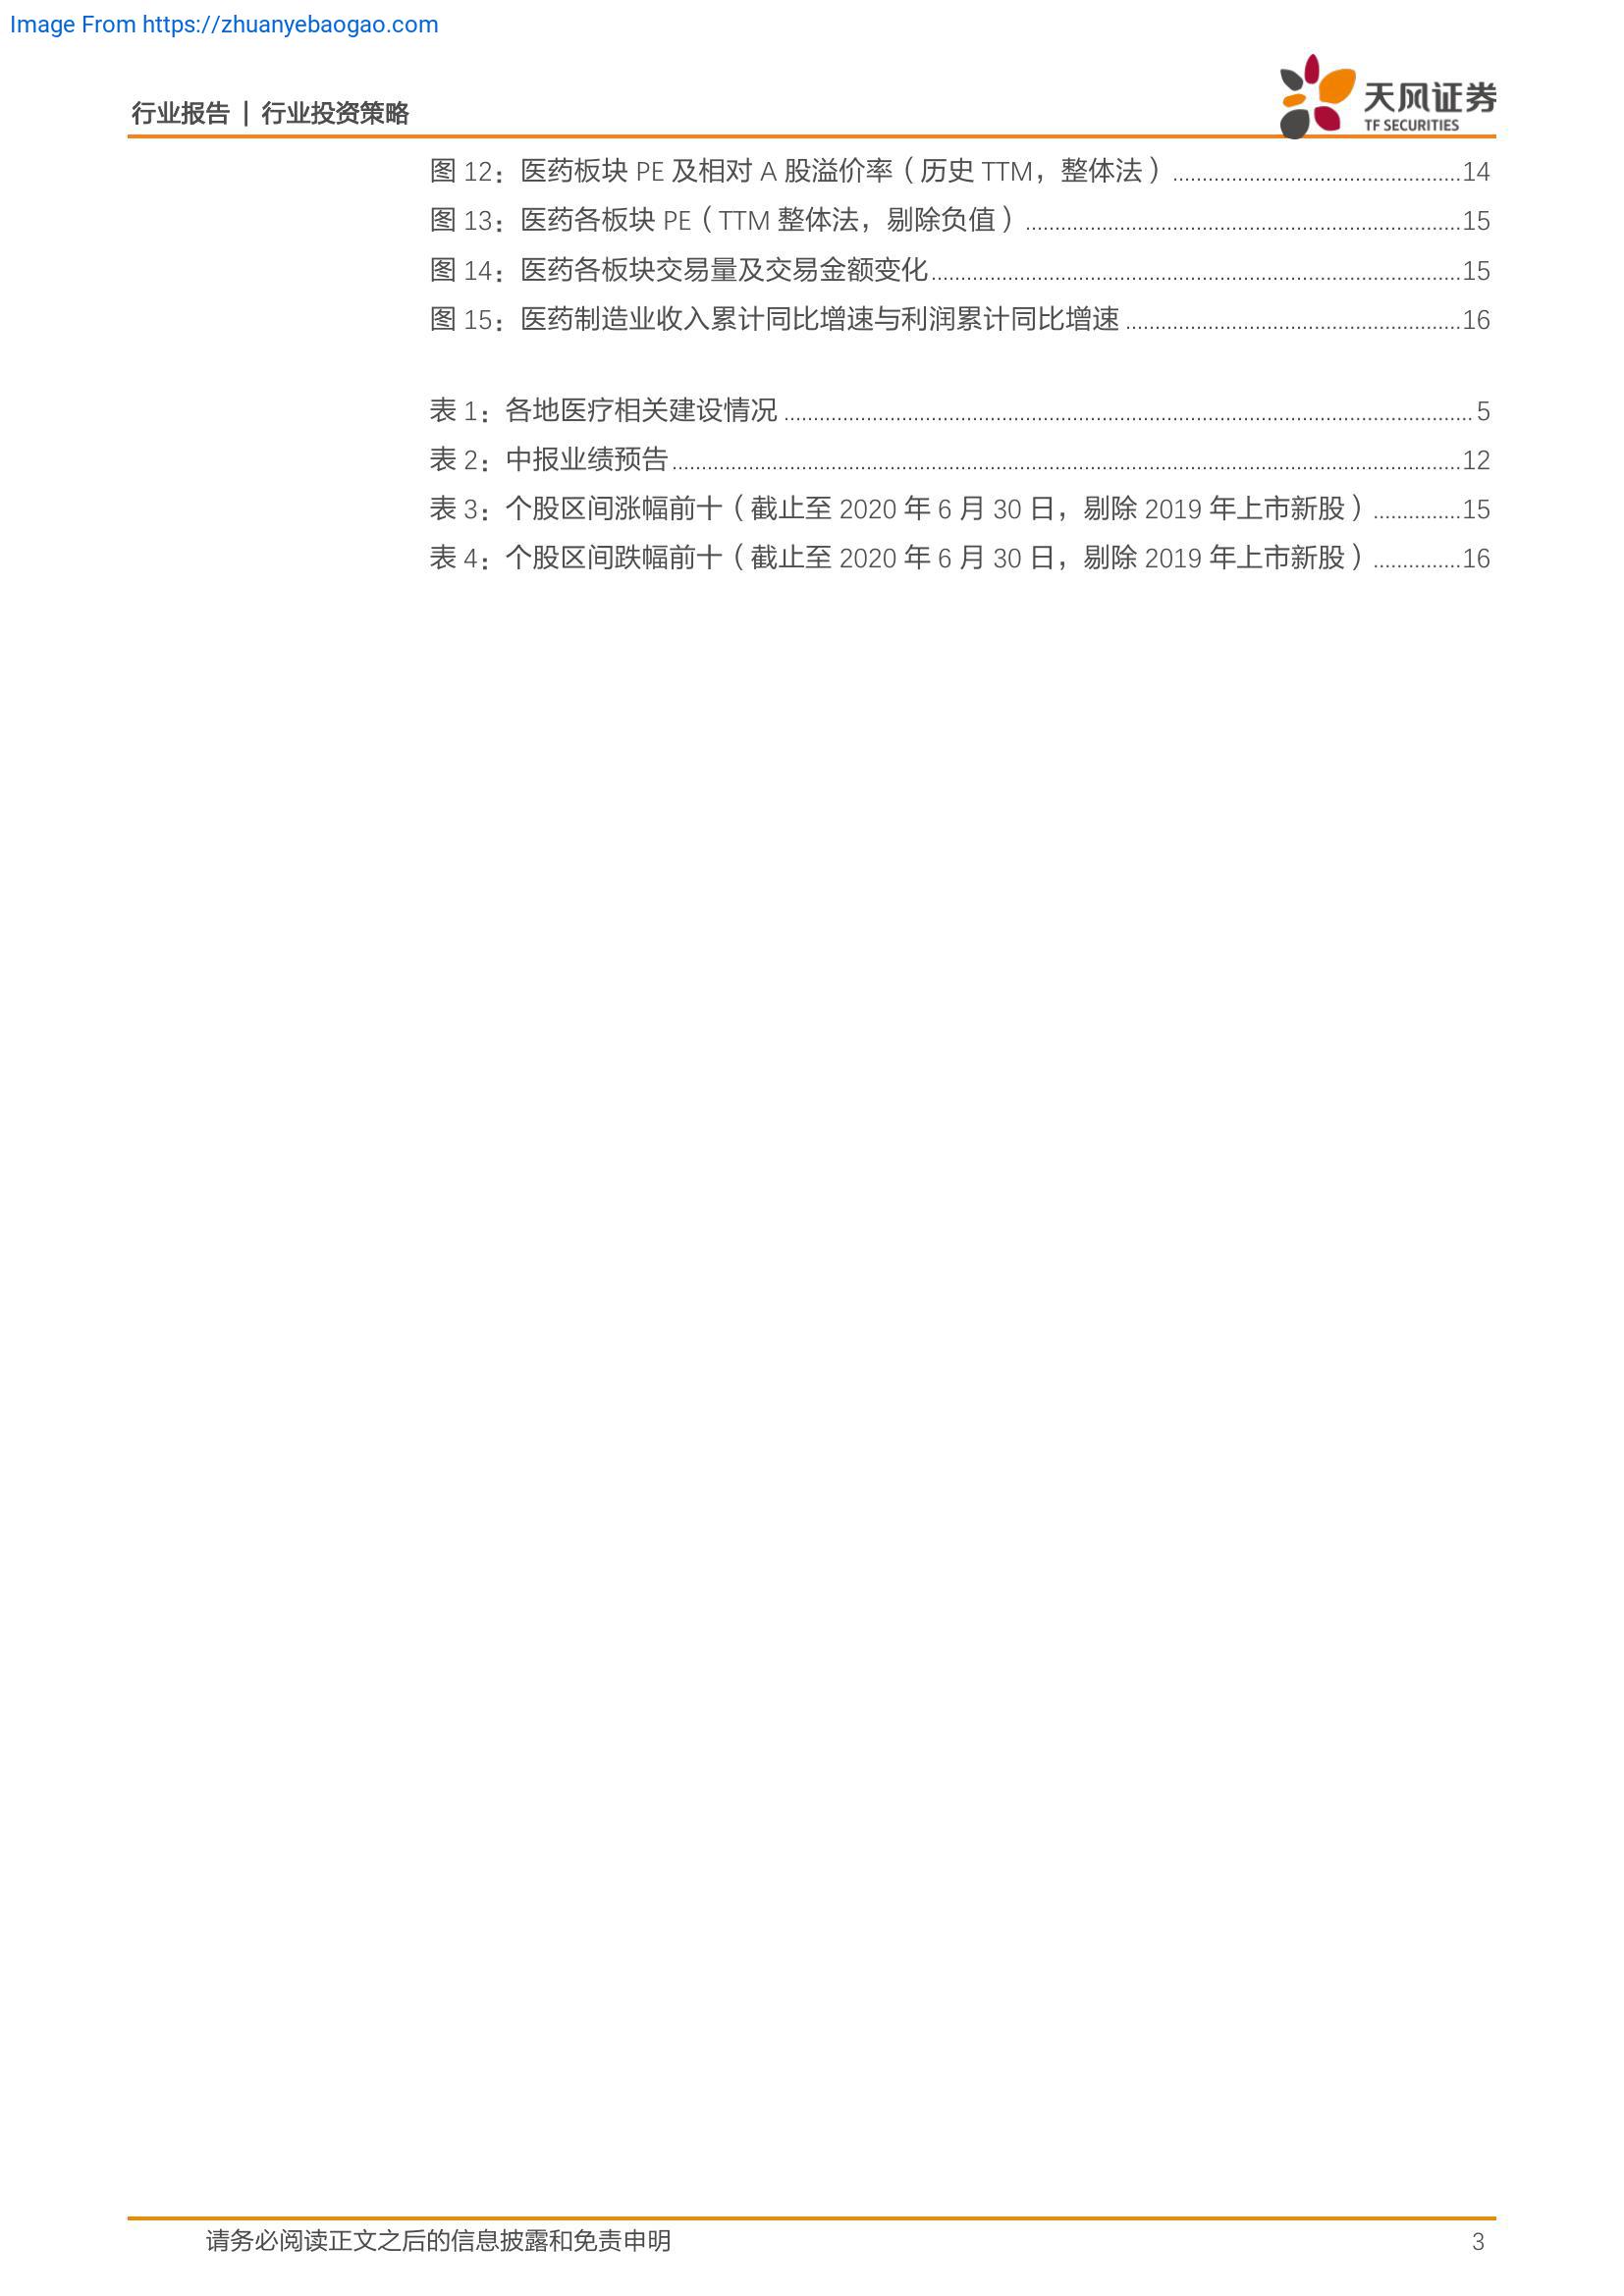 Image From https://zhuanyebaogao.com
行业报告 | 行业投资策略
天风证券
TF SECURITIES
图 12：医药板块 PE 及相对 A 股溢价率（历史 TTM，整体法）................................................14
图 13：医药各板块 PE（TTM 整体法，剔除负值）..........................................................................15
图 14：医药各板块交易量及交易金额变化..........................................................................................15
图 15：医药制造业收入累计同比增速与利润累计同比增速.........................................................16
表 1：各地医疗相关建设情况..................................................................................................................... 5
表 2：中报业绩预告......................................................................................................................................12
表 3：个股区间涨幅前十（截止至 2020 年 6 月 30 日，剔除 2019 年上市新股）...............15
表 4：个股区间跌幅前十（截止至 2020 年 6 月 30 日，剔除 2019 年上市新股）...............16
请务必阅读正文之后的信息披露和免责申明
3